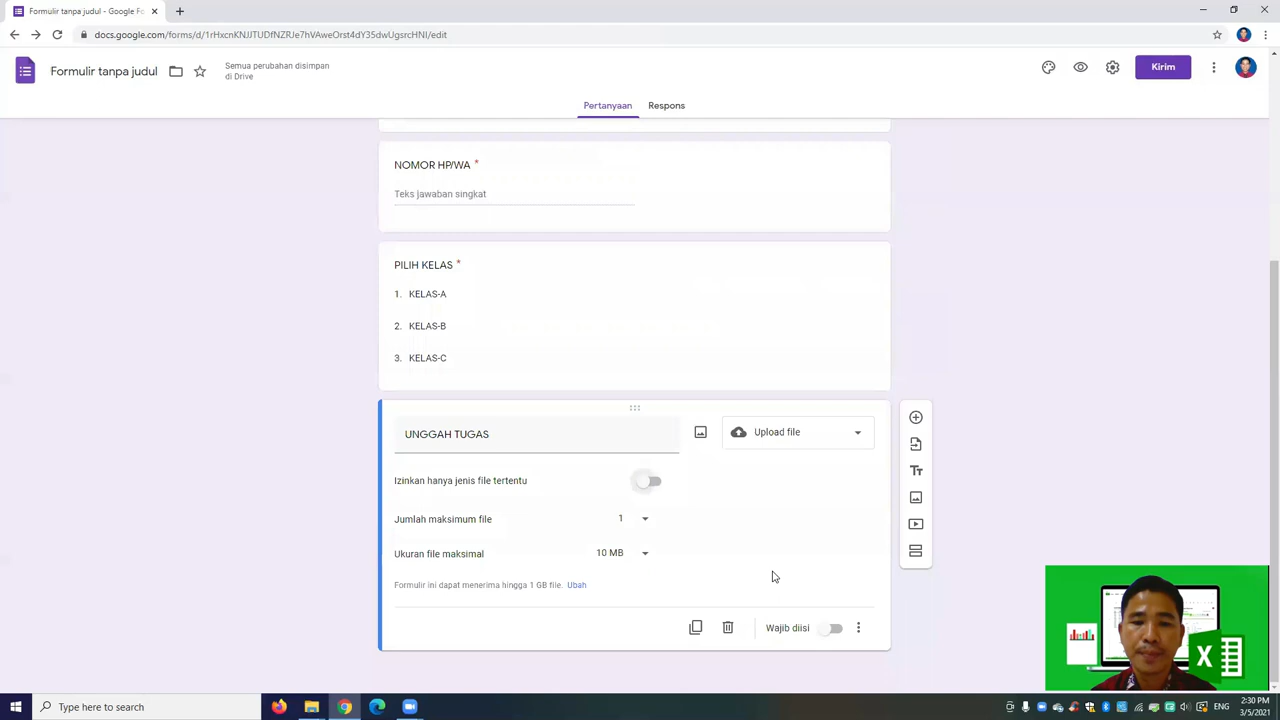 Formulir tanpa judul - Google Fo
docs.google.com/forms/d/1rHxcnKNJJTUDfNZRJe7hVAweOrst4dY35dwUgsrcHNI/edit
Formulir tanpa judul
Semua perubahan disimpan
di Drive
Kirim
Pertanyaan
Respons
NOMOR HP/WA *
Teks jawaban singkat
PILIH KELAS *
1. KELAS-A
2. KELAS-B
3. KELAS-C
UNGGAH TUGAS
Upload file
Izinkan hanya jenis file tertentu
Jumlah maksimum file
1
Ukuran file maksimal
10 MB
Formulir ini dapat menerima hingga 1 GB file. Ubah
Wajib diisi
X
Type here to search
ENG
2:30 PM
3/5/2021